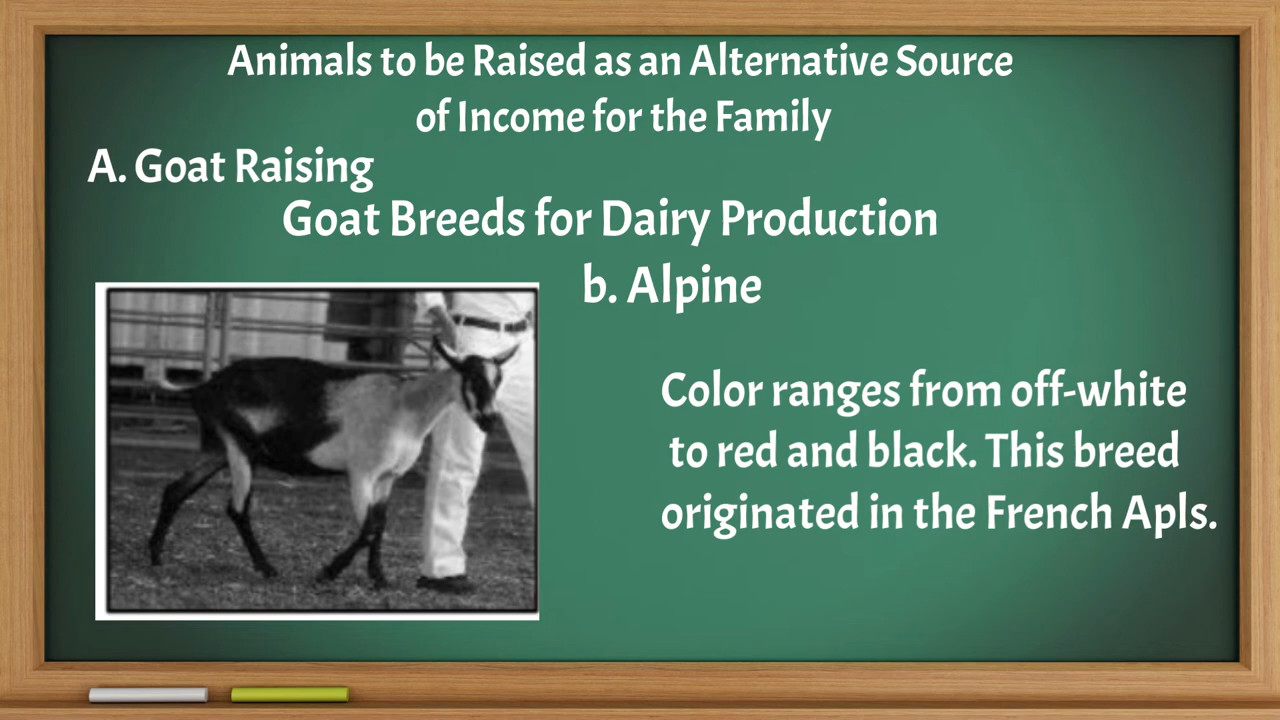 Animals to be Raised as an Alternative Source
of Income for the Family
A. Goat Raising
Goat Breeds for Dairy Production
b. Alpine
Color ranges from off-white
to red and black. This breed
originated in the French Apls.